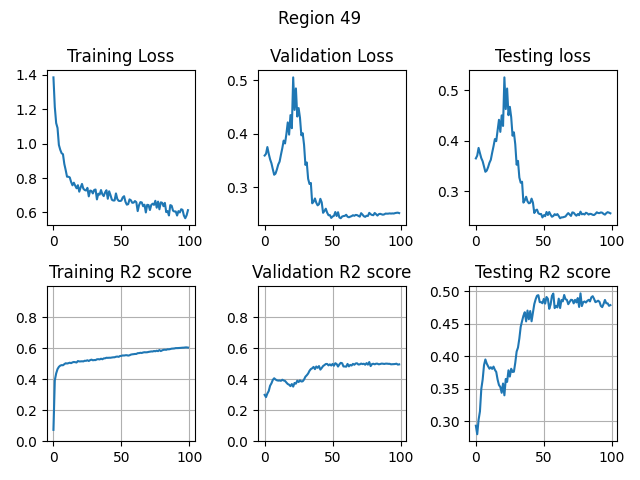 Region 49
Training Loss
Validation Loss
Testing loss
1.4
1.2
1.0
0.8
0.6
0 50 100
0.5
0.4
0.3
0 50 100
0.5
0.4
0.3
0 50 100
Training R2 score
Validation R2 score
Testing R2 score
0.8
0.6
0.4
0.2
0.0
0 50 100
0.8
0.6
0.4
0.2
0.0
0 50 100
0.50
0.45
0.40
0.35
0.30
0 50 100